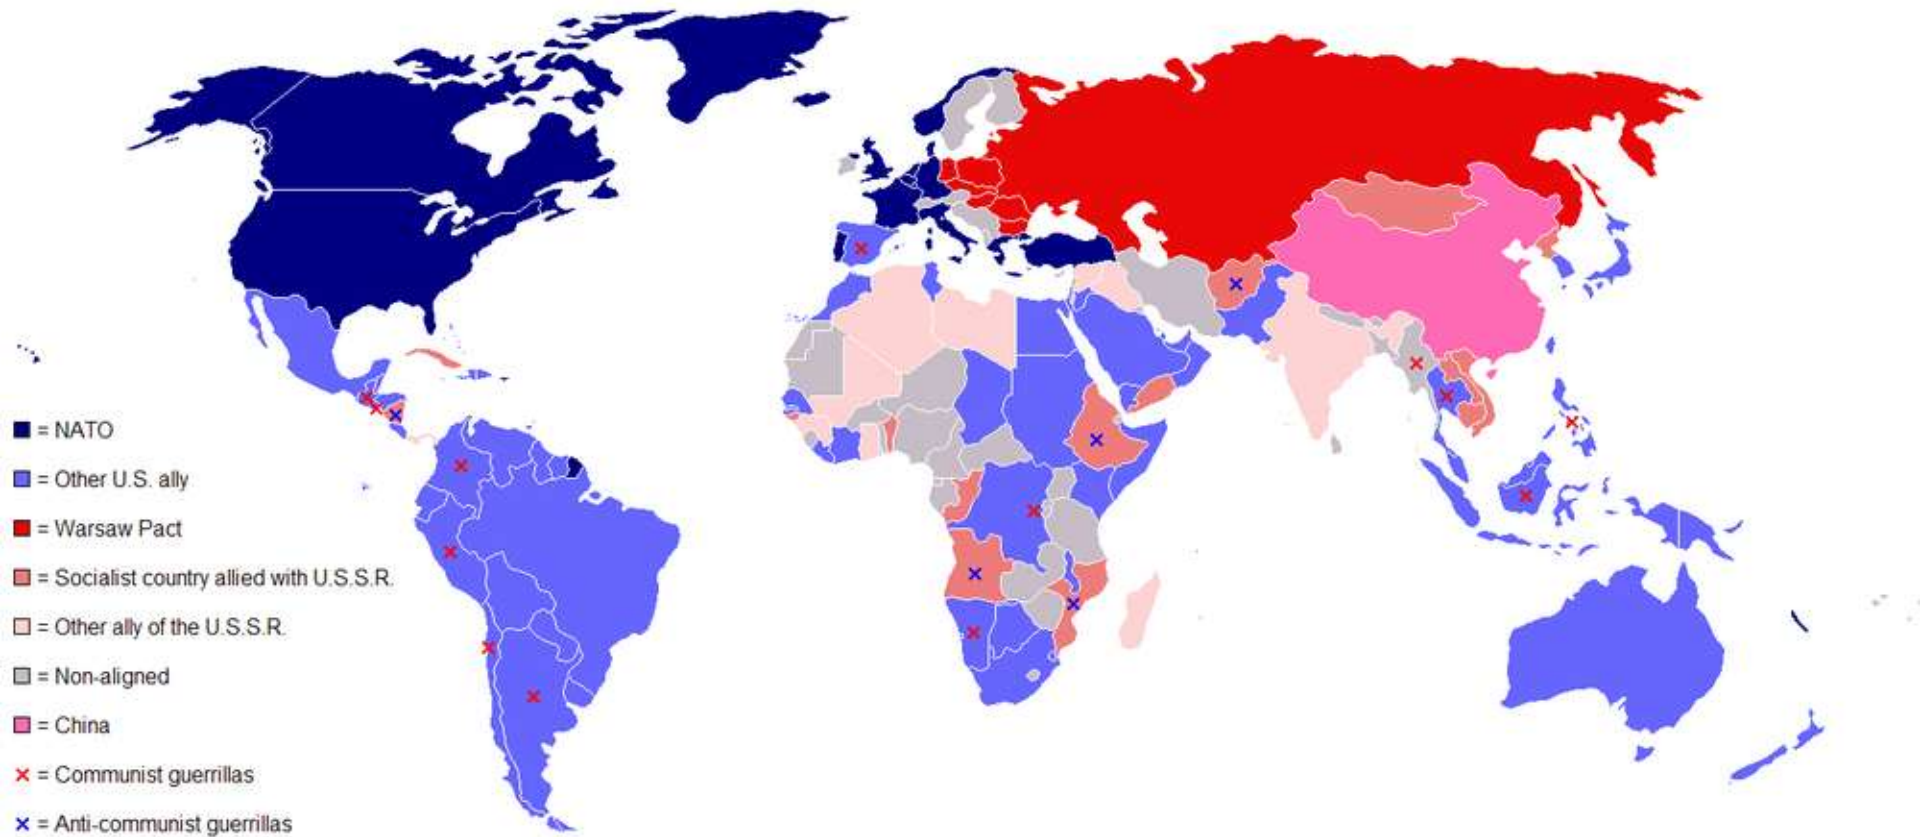 = NATO
= Other U.S. ally
= Warsaw Pact
= Socialist country allied with U.S.S.R.
= Other ally of the U.S.S.R.
= Non-aligned
= China
= Communist guerrillas
= Anti-communist guerrillas